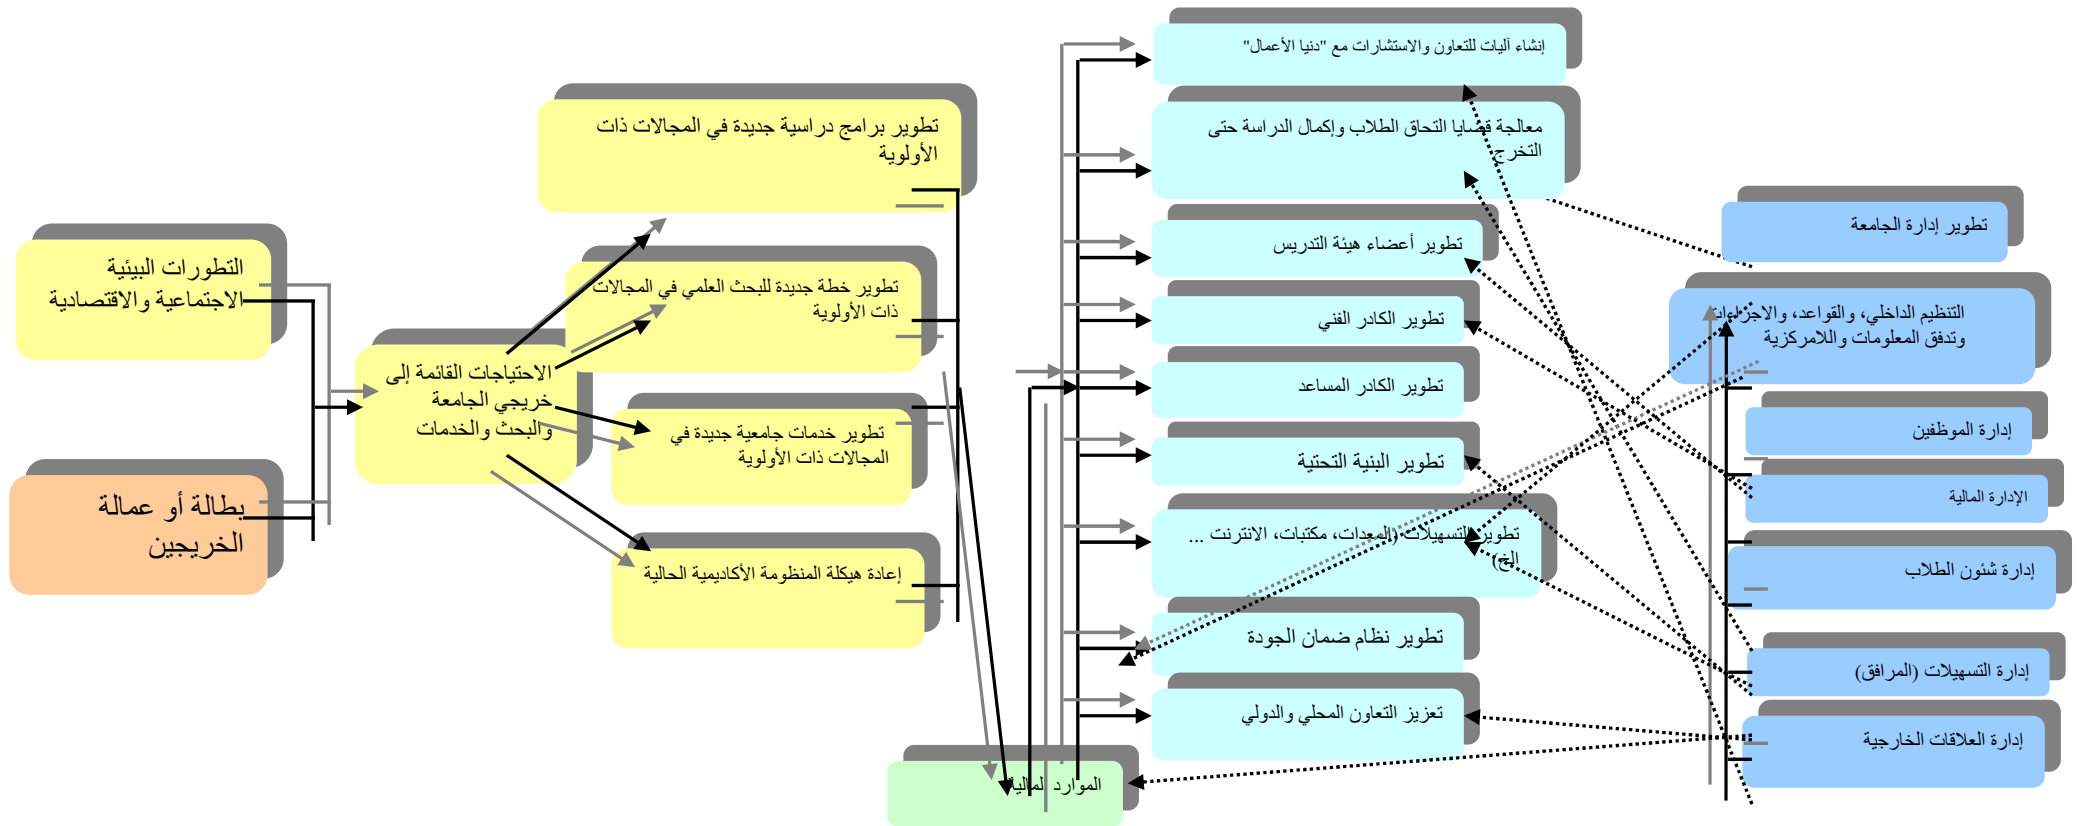 إنشاء آليات للتعاون والاستشارات مع "دنيا الأعمال"
معالجة قضايا التحاق الطلاب وإكمال الدراسة حتى
التخرج
تطوير أعضاء هيئة التدريس
تطوير الكادر الفني
تطوير الكادر المساعد
تطوير البنية التحتية
تطوير التسهيلات (المعدات، مكتبات، الانترنت ...
الخ)
تطوير نظام ضمان الجودة
تعزيز التعاون المحلي والدولي
تطوير إدارة الجامعة
التنظيم الداخلي، والقواعد، والاجراءات
وتدفق المعلومات واللامركزية
إدارة الموظفين
الإدارة المالية
إدارة شئون الطلاب
إدارة التسهيلات (المرافق)
إدارة العلاقات الخارجية
تطوير برامج دراسية جديدة في المجالات ذات
الأولوية
تطوير خطة جديدة للبحث العلمي في المجالات
ذات الأولوية
تطوير خدمات جامعية جديدة في
المجالات ذات الأولوية
إعادة هيكلة المنظومة الأكاديمية الحالية
الموارد المالية
الاحتياجات القائمة إلى
خريجي الجامعة
والبحث والخدمات
التطورات البيئية
الاجتماعية والاقتصادية
بطالة أو عمالة
الخريجين